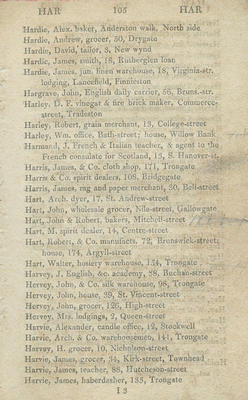 HAR 105 HAR
Hardie, Alex. baker, Anderston walk, North side
Hardie, Andrew, grocer, 50, Drygate
Hardie, David, tailor, 8, New wynd
Hardie, James, smith, 18, Rutherglen loan
Hardie, James, jun. linen warehouse, 18, Virginia-str.
lodging, Lancefield, Finnieston
Hargrave, John, English daily carrier, 56, Bruns.-str.
Harley, D. F. vinegar & fire brick maker, Commerce-
street, Tradeston
Harley, Robert, grain merchant, 13, College-street
Harley, Wm. office, Bath-street; house, Willow Bank
Harmand, J. French & Italian teacher, & agent to the
French consulate for Scotland, 15, S. Hanover-st.
Harris, James, & Co. cloth shop, 171, Trongate
Harris & Co. spirit dealers, 108, Bridgegate
Harris, James, rag and paper merchant, 30, Bell-street
Hart, Arch. dyer, 17, St. Andrew-street
Hart, John, wholesale grocer, Nile-street, Gallowgate
Hart, John & Robert, bakers, Mitchell-street
Hart, M. spirit dealer, 14, Centre-street
Hart, Robert, & Co. manufacts. 72, Brunswick-street;
house, 174, Argyll-street
Hart, Walter, hosiery warehouse, 154, Trongate
Harvey, J. English, &c. academy, 38, Buchan-street
Hervey, John, & Co. silk warehouse, 98, Trongate
Hervey, John, house, 39, St. Vincent-street
Hervey, John, grocer, 126, High-street
Hervey, Mrs. lodgings, 2, Queen-street
Harvie, Alexander, candle office, 12, Stockwell
Harvie, Arch. & Co. warehousemen, 141, Trongate
Harvey, H. grocer, 10, Nicholson-street
Harvie, James, grocer, 34, Kirk-street, Townhead
Harvie, James, teacher, 88, Hutcheson-street
Harvie, James, haberdasher, 135, Trongate
I 3